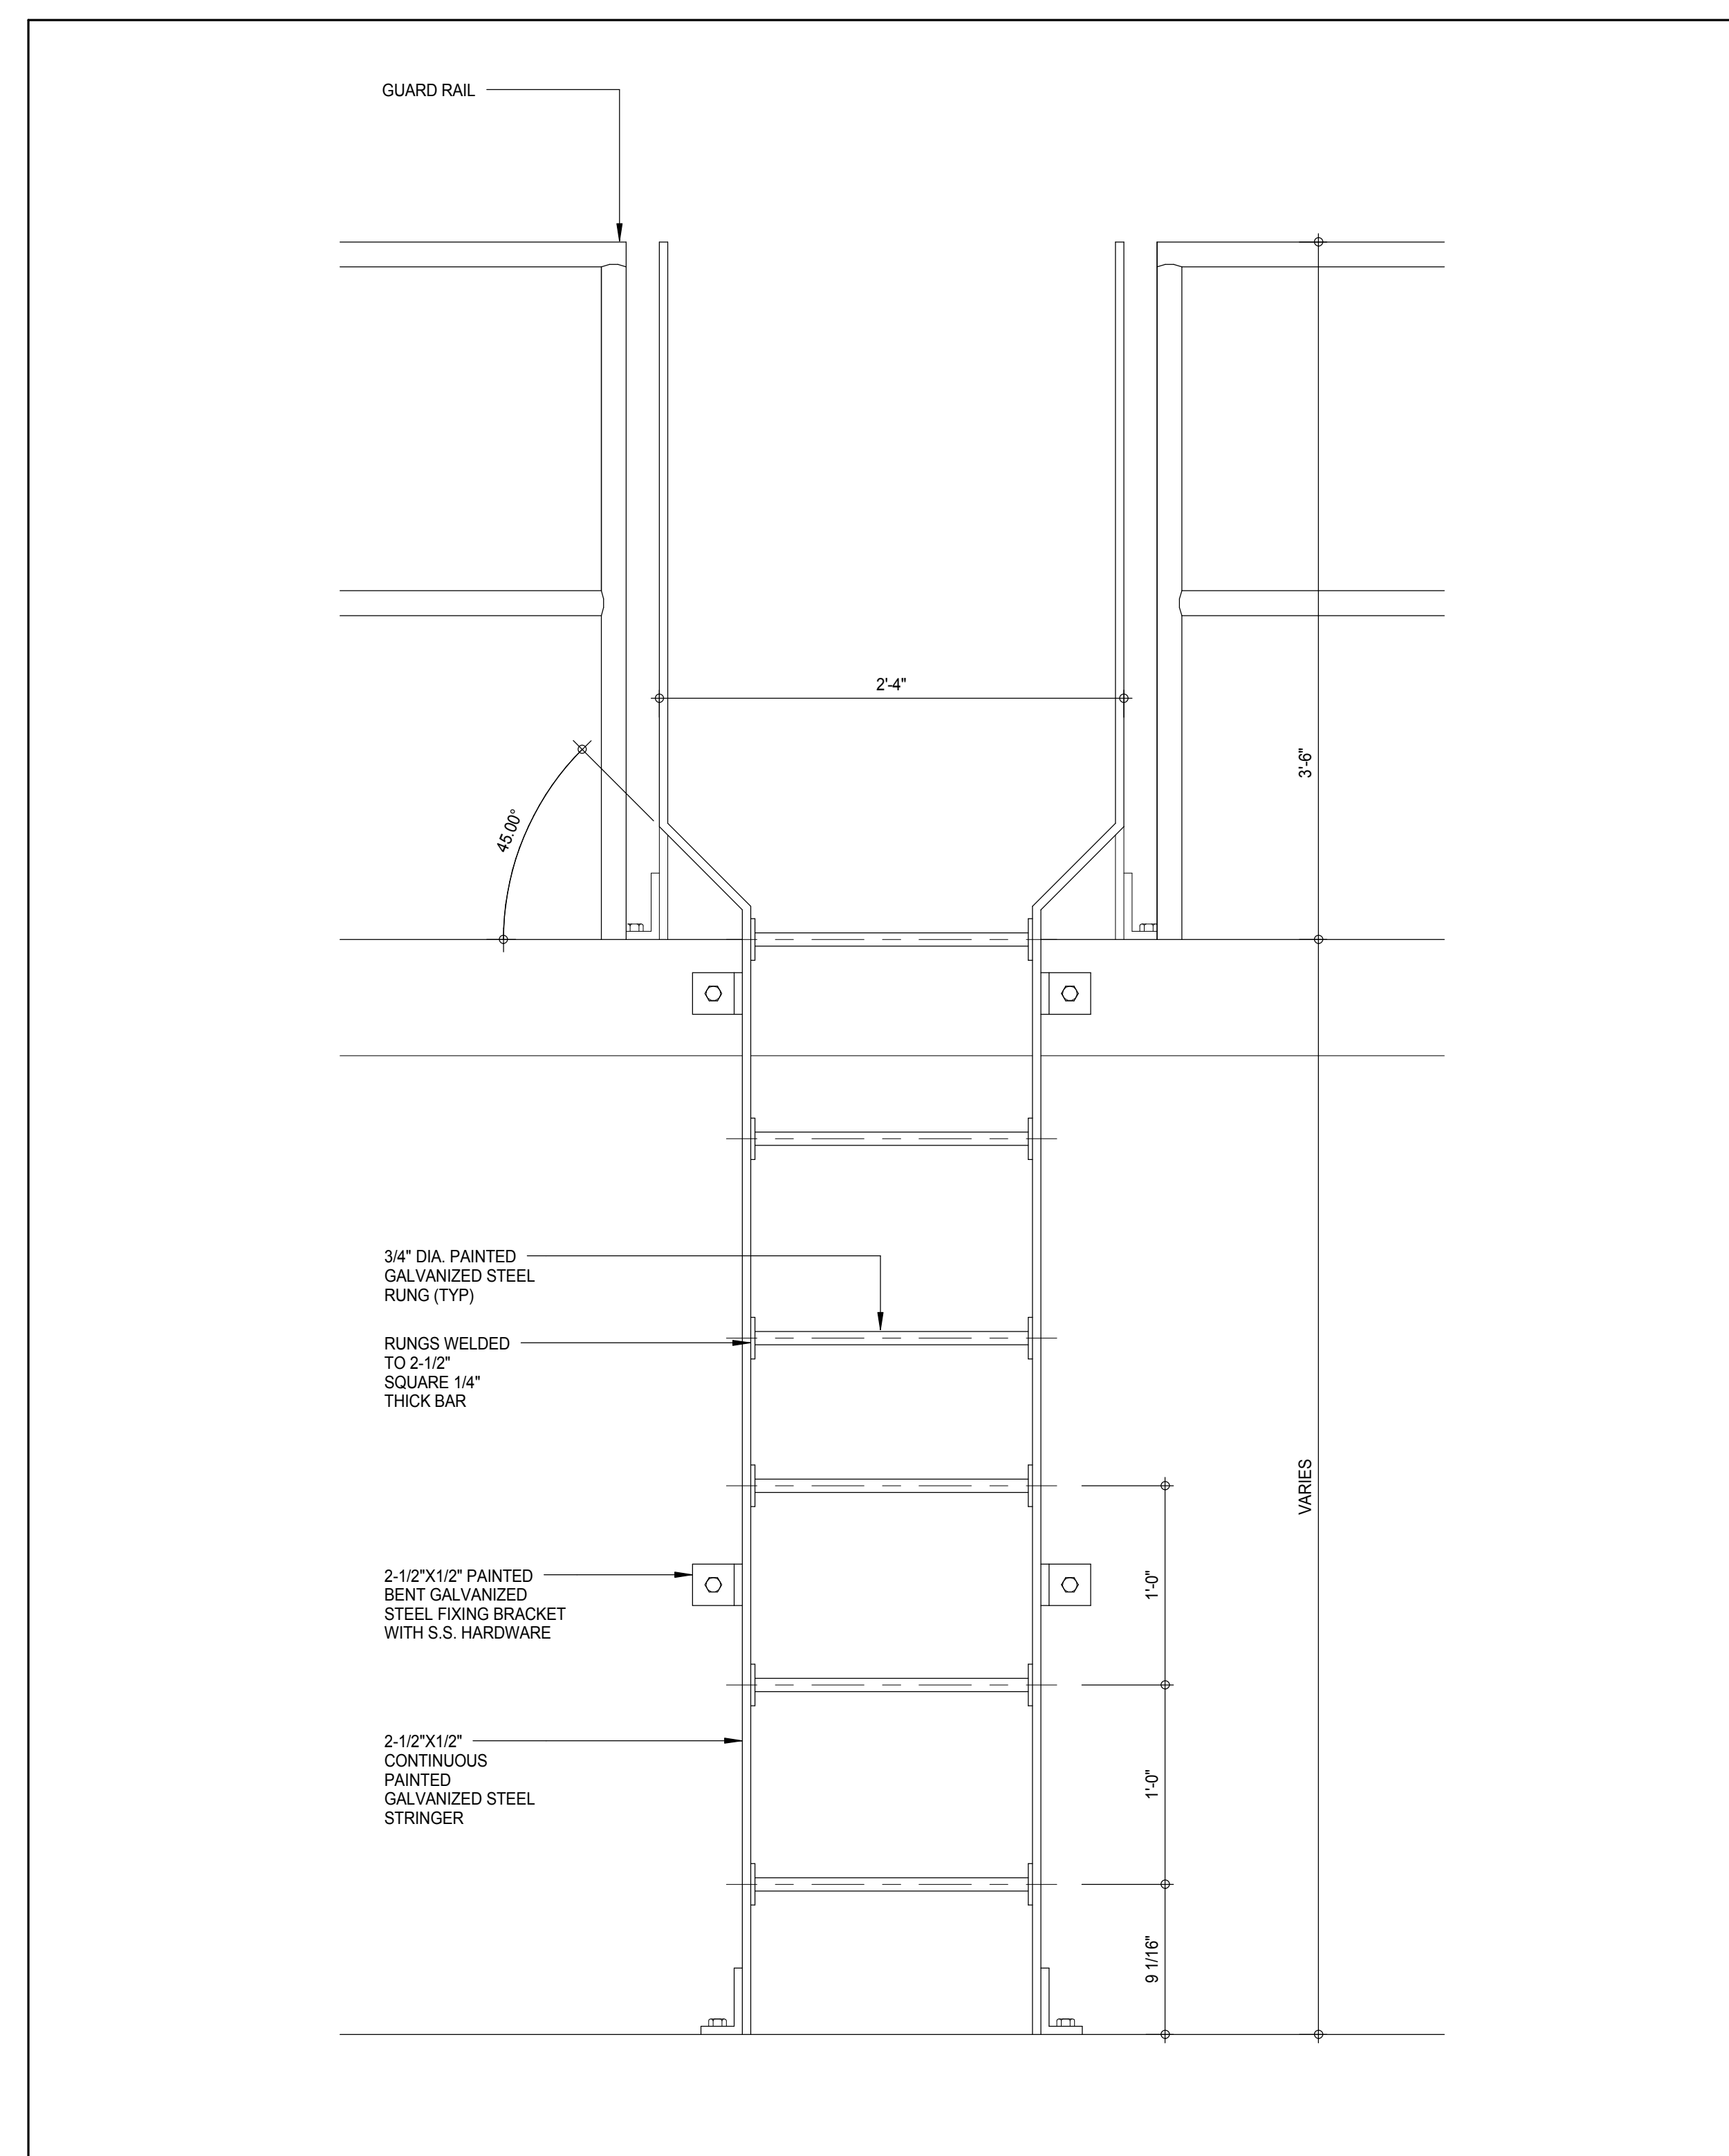 GUARD RAIL
2'-4"
3'-6"
45.00°
3/4" DIA. PAINTED
GALVANIZED STEEL
RUNG (TYP)
RUNGS WELDED
TO 2-1/2"
SQUARE 1/4"
THICK BAR
VARIES
2-1/2"X1/2" PAINTED
BENT GALVANIZED
STEEL FIXING BRACKET
WITH S.S. HARDWARE
1'-0"
2-1/2"X1/2"
CONTINUOUS
PAINTED
GALVANIZED STEEL
STRINGER
1'-0"
9 1/16"